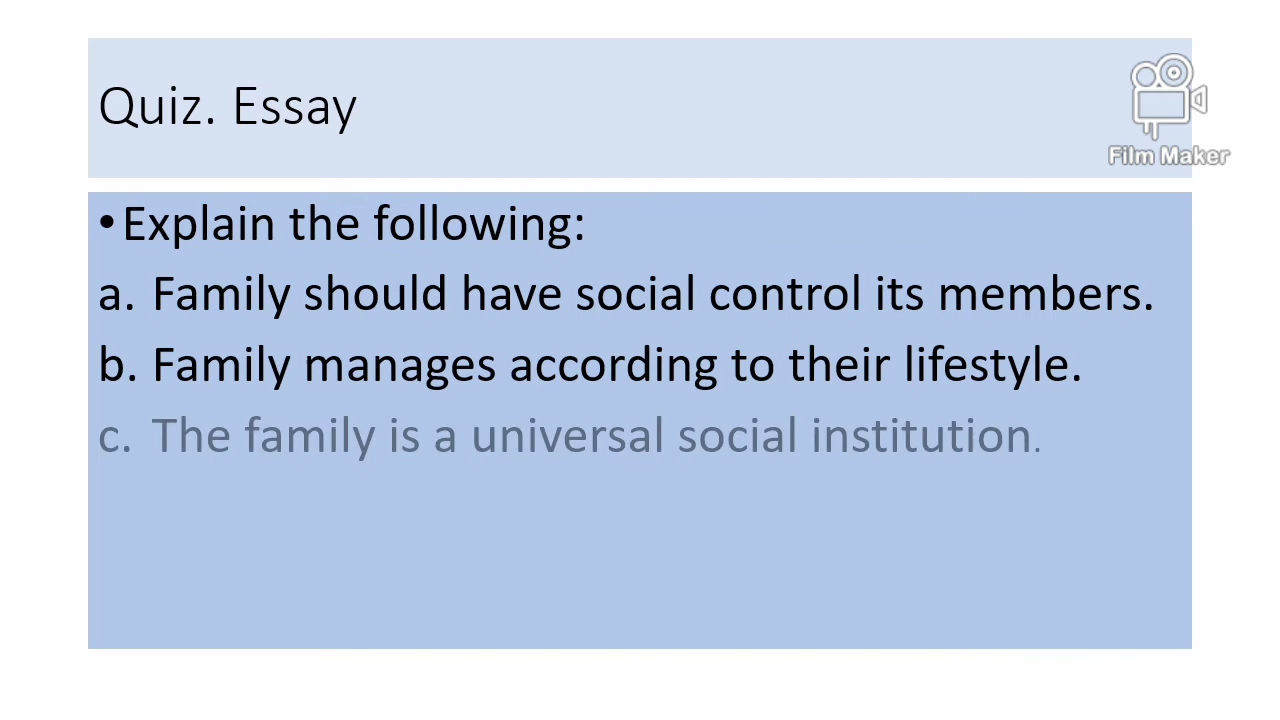 Quiz. Essay
Film Maker
•Explain the following:
a. Family should have social control its members.
b. Family manages according to their lifestyle.
c. The family is a universal social institution.